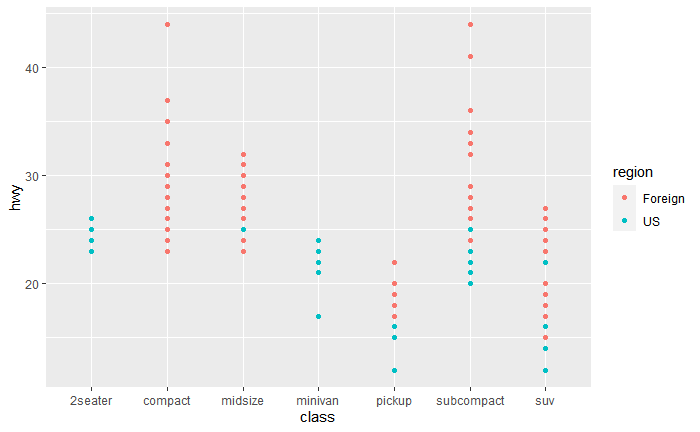 40
30
20
hwy
2seater compact midsize minivan pickup subcompact suv
class
region
Foreign
US